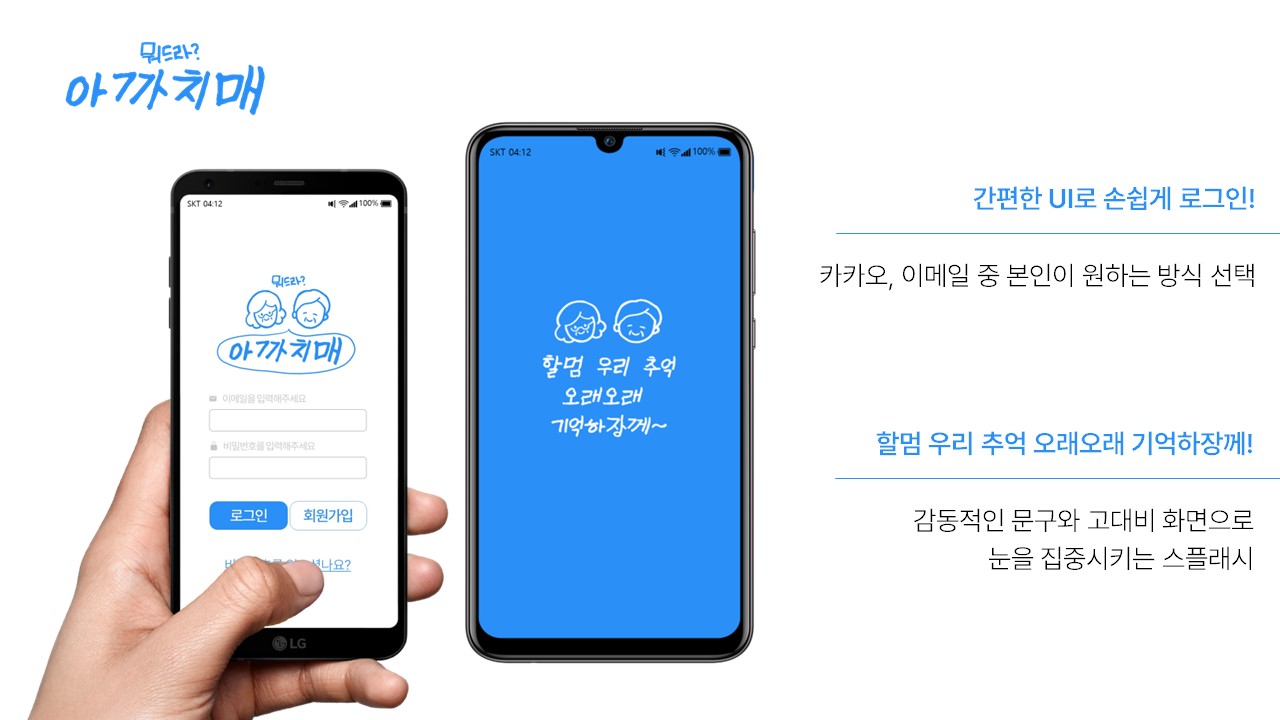 뭐드라?
아까치매
SKT 04:12
100%
뭐드라?
아까치매
이메일을 입력해주세요
비밀번호를 입력해주세요
로그인
회원가입
나요?
LG
SKT 04:12
100%
할멈 우리 추억
오래오래
기억하장께~
간편한 UI로 손쉽게 로그인!
카카오, 이메일 중 본인이 원하는 방식 선택
할멈 우리 추억 오래오래 기억하장께!
감동적인 문구와 고대비 화면으로
눈을 집중시키는 스플래시